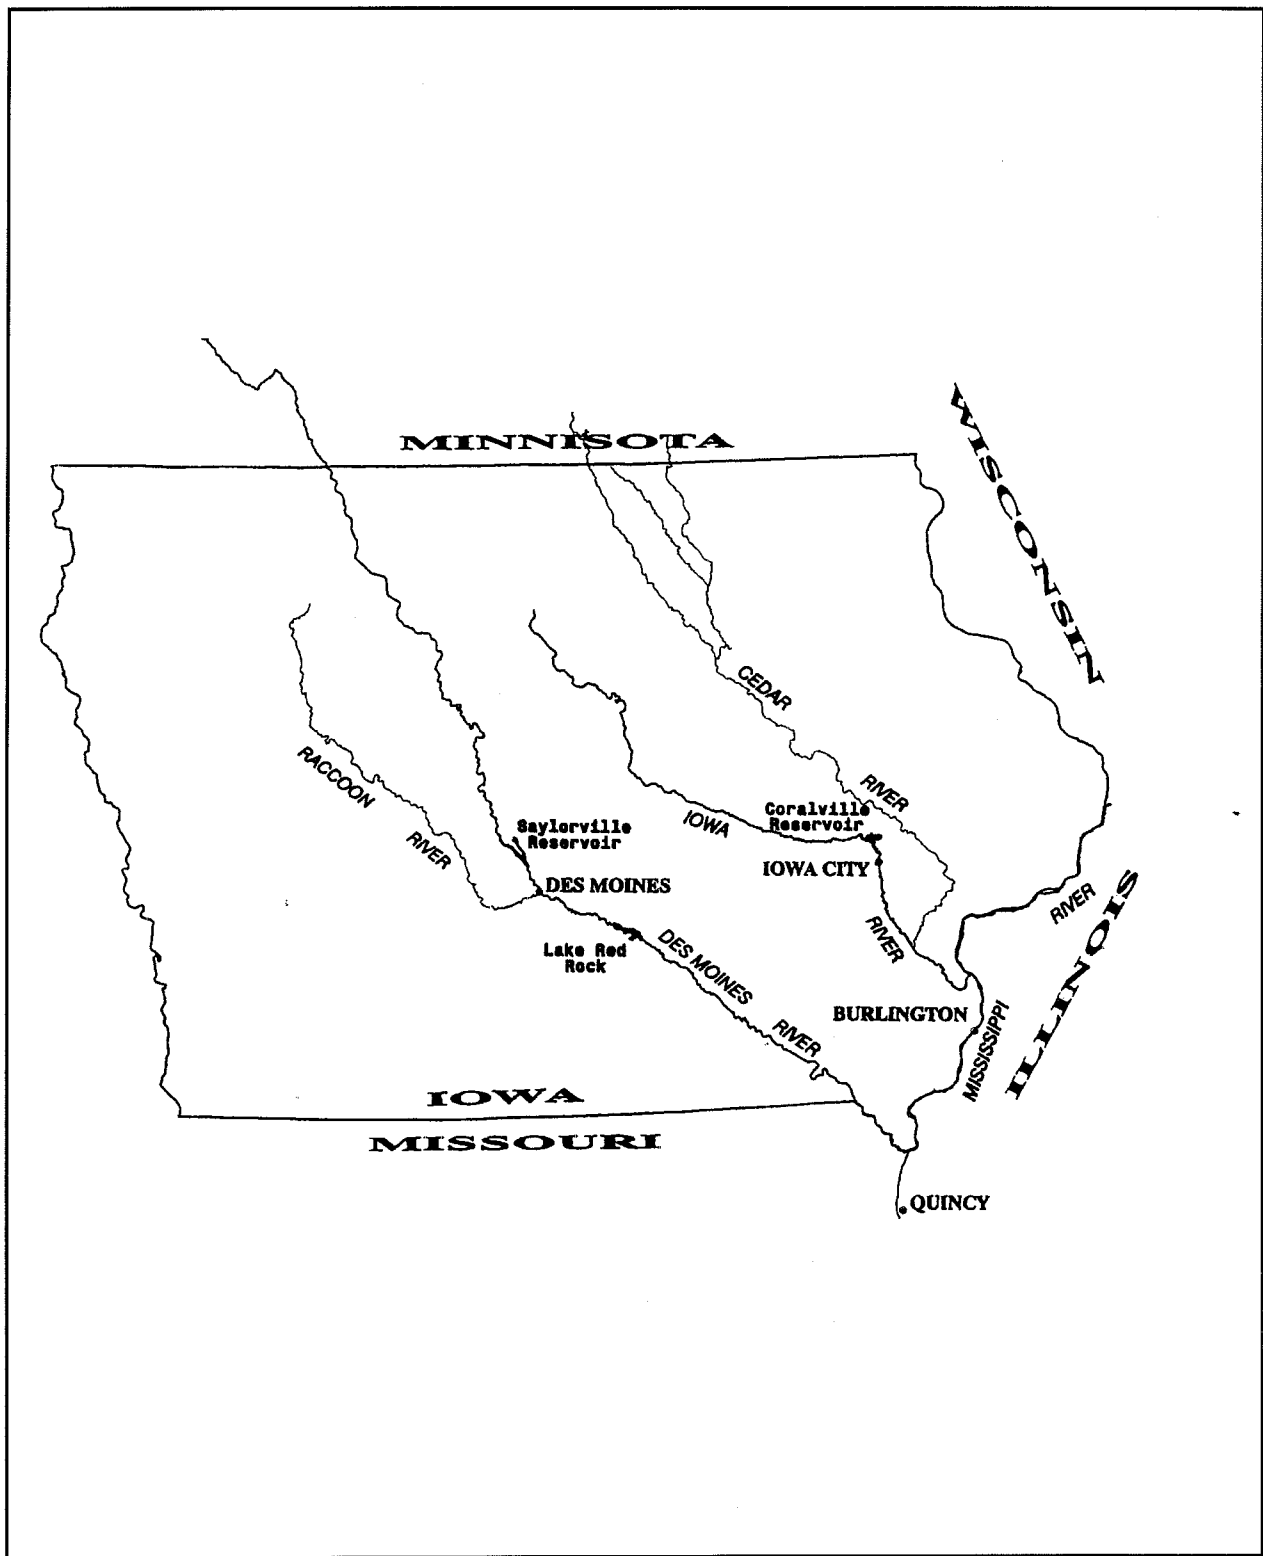 WISCONSIN
MINNISOTA
CEDAR
RIVER
RACCOON
RIVER
Saylorville
Reservoir
IOWA
Coralville
Reservoir
IOWA CITY
RIVER
DES MOINES
RIVER
ILLINOIS
Lake Red
Rock
DES MOINES
RIVER
BURLINGTON
MISSISSIPPI
IOWA
MISSOURI
QUINCY